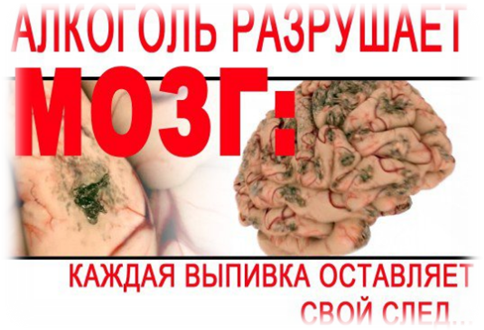 АЛКОГОЛЬ РАЗРУШАЕТ
МОЗГ:
КАЖДАЯ ВЫПИВКА ОСТАВЛЯЕТ
СВОЙ СЛЕД...